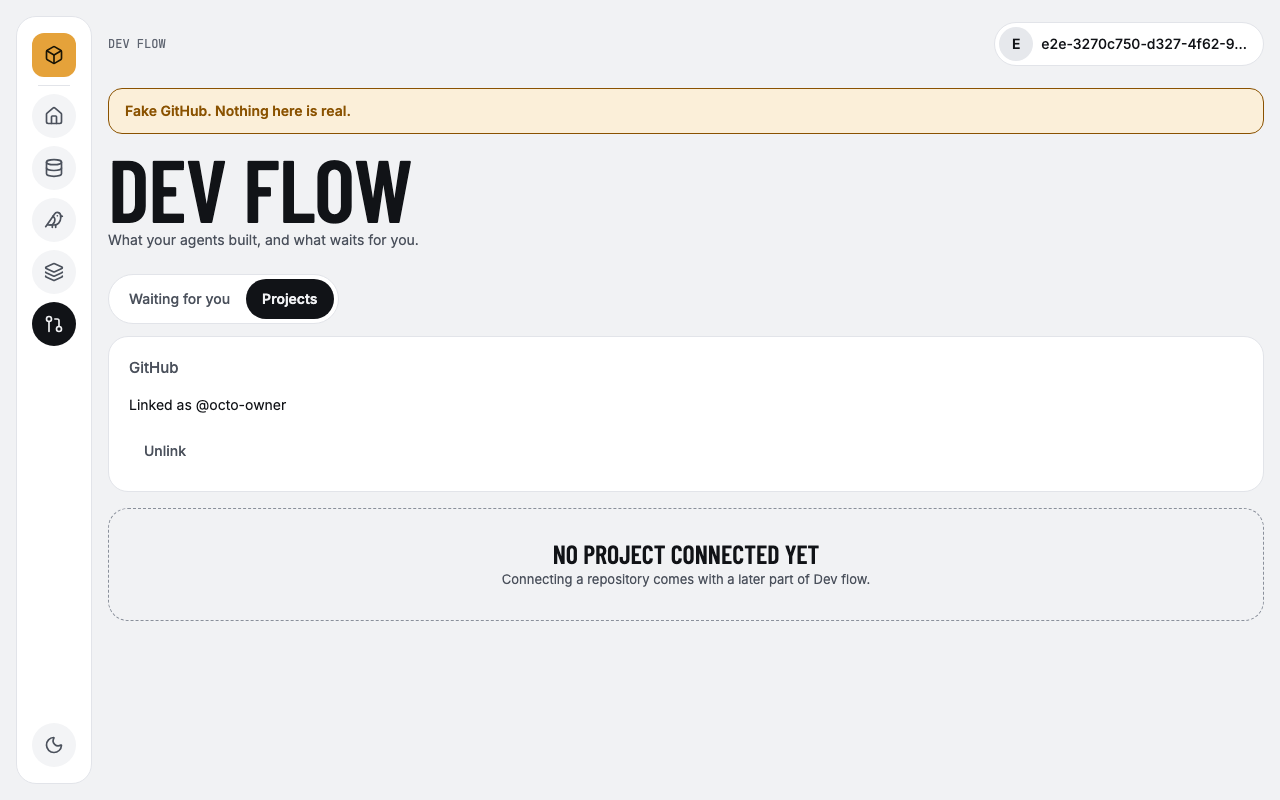 DEV FLOW
E
e2e-3270c750-d327-4f62-9...
Fake GitHub. Nothing here is real.
DEV FLOW
What your agents built, and what waits for you.
Waiting for you
Projects
GitHub
Linked as @octo-owner
Unlink
NO PROJECT CONNECTED YET
Connecting a repository comes with a later part of Dev flow.